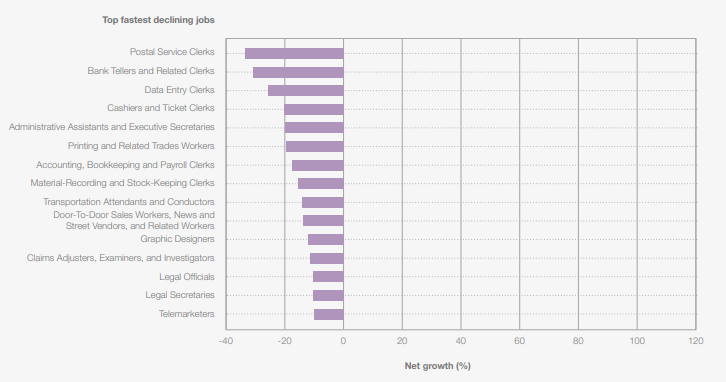 Top fastest declining jobs
Postal Service Clerks
Bank Tellers and Related Clerks
Data Entry Clerks
Cashiers and Ticket Clerks
Administrative Assistants and Executive Secretaries
Printing and Related Trades Workers
Accounting, Bookkeeping and Payroll Clerks
Material-Recording and Stock-Keeping Clerks
Transportation Attendants and Conductors
Door-To-Door Sales Workers, News and
Street Vendors, and Related Workers
Graphic Designers
Claims Adjusters, Examiners, and Investigators
Legal Officials
Legal Secretaries
Telemarketers
-40 -20 0 20 40 60 80 100 120
Net growth (%)